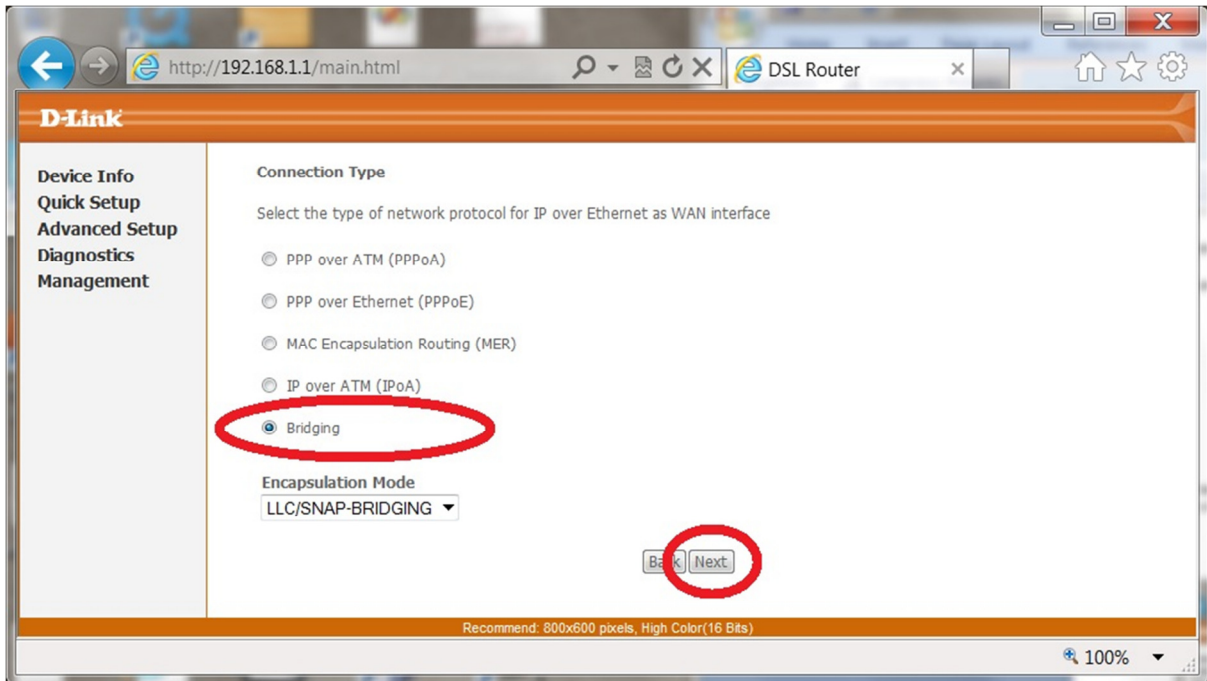 http://192.168.1.1/main.html
DSL Router
D-Link
Device Info
Quick Setup
Advanced Setup
Diagnostics
Management
Connection Type
Select the type of network protocol for IP over Ethernet as WAN interface
PPP over ATM (PPPoA)
PPP over Ethernet (PPPoE)
MAC Encapsulation Routing (MER)
IP over ATM (IPoA)
Bridging
Encapsulation Mode
LLC/SNAP-BRIDGING
Back Next
Recommend: 800x600 pixels, High Color(16 Bits)
100%